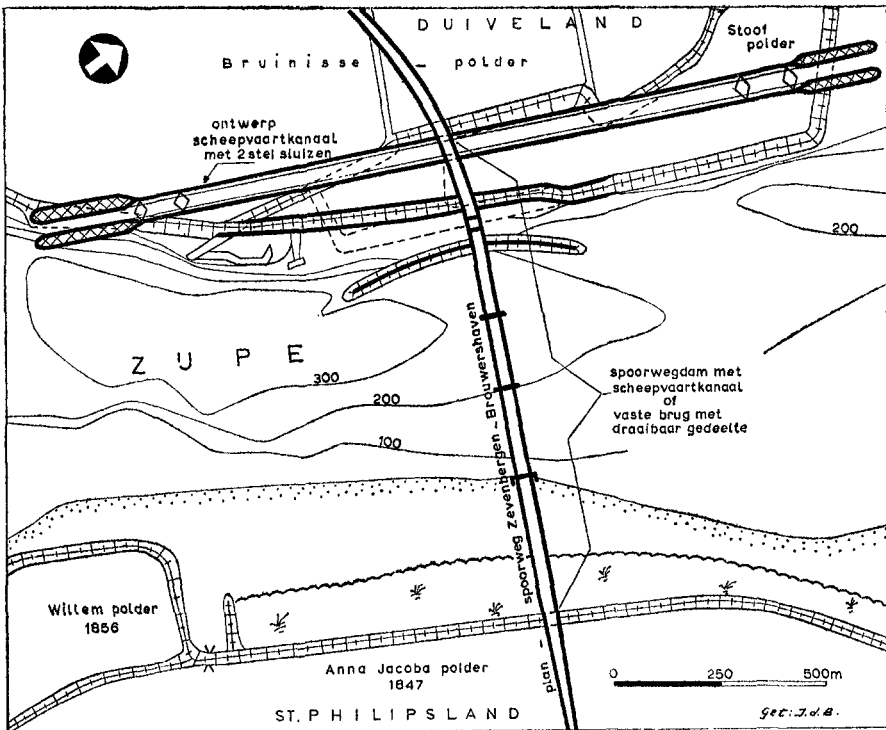 DUIVELAND
Bruinisse - polder
Stoof
polder
ontwerp
scheepvaartkanaal
met 2 stel sluizen
200
ZUPE
300
200
100
plan - spoorweg Zevenbergen - Brouwershaven
spoorwegdam met
scheepvaartkanaal
of
vaste brug met
draaibaar gedeelte
Willem polder
1856
Anna Jacoba polder
1847
ST. PHILIPSLAND
0 250 500m
Get: J.d.B.